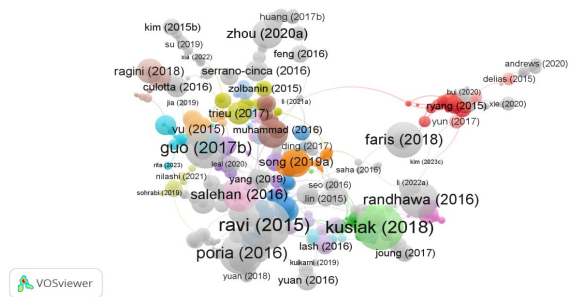 huang (2017b)
kim (2015b)
zhou (2020a)
su (2019)
xia (2022)
feng (2016)
andrews (2020)
ragini (2018)
serrano-cinca (2016)
culotta (2016)
zolbanin (2015)
bui (2020)
delias (2015)
jia (2019)
li (2021a)
ryang (2015)
xie (2020)
trieu (2017)
yun (2017)
vu (2015)
muhammad (2016)
faris (2018)
guo (2017b)
ding (2017)
rita (2023)
leal (2020)
song (2019a)
saha (2016)
kim (2023c)
nilashi (2021)
yang (2019)
seo (2016)
li (2022a)
sohrabi (2019)
salehan (2016)
lin (2015)
randhawa (2016)
ravi (2015)
kusiak (2018)
poria (2016)
lash (2016)
joung (2017)
kulkarni (2019)
yuan (2018)
yuan (2016)
VOSviewer